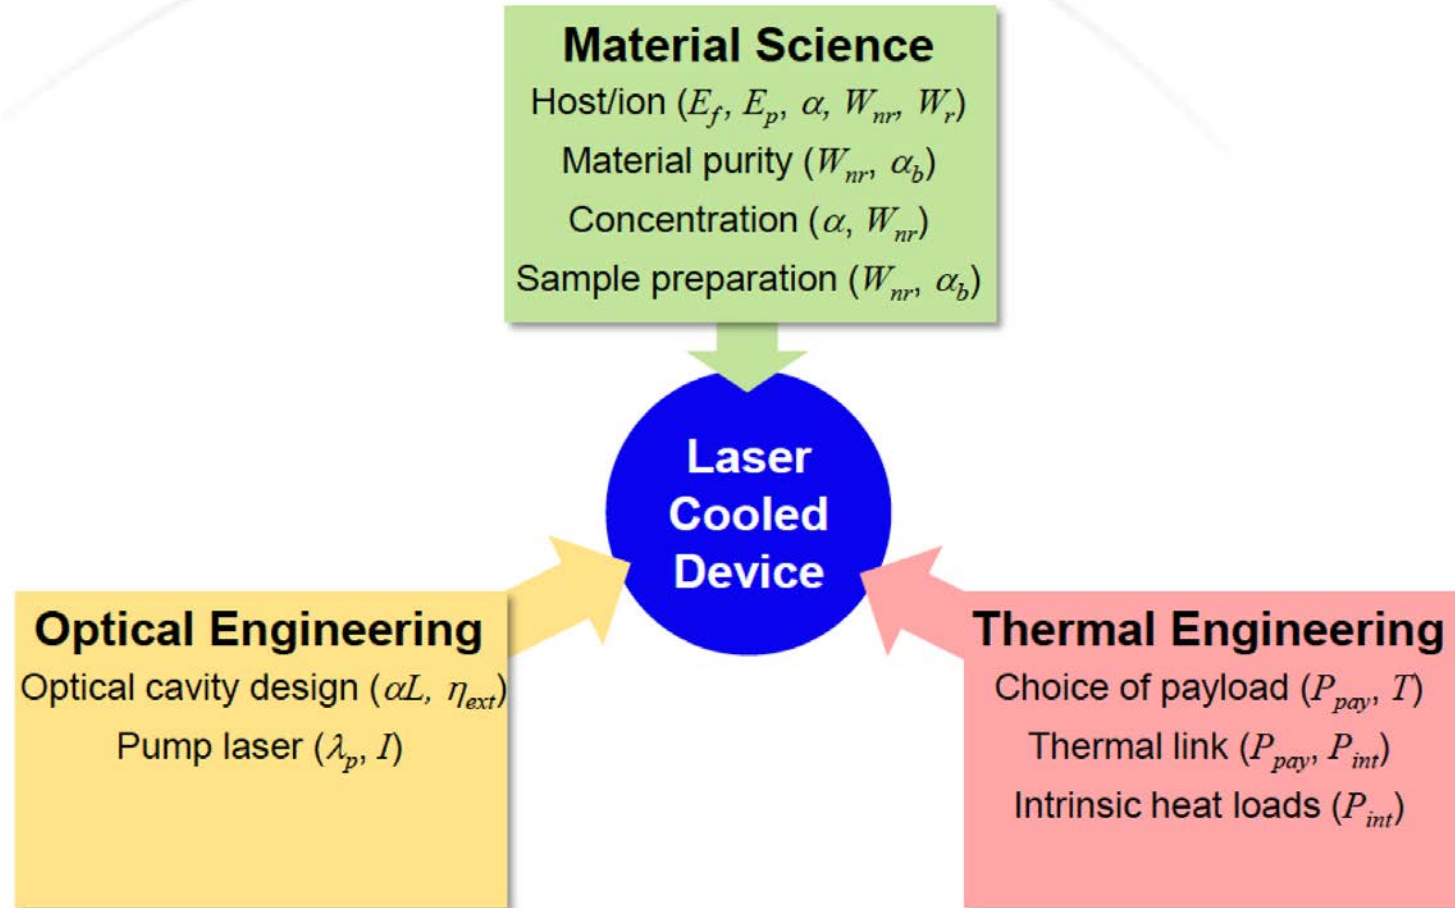 Material Science
Host/ion (E_f, E_p, α, W_nr, W_r)
Material purity (W_nr, α_b)
Concentration (α, W_nr)
Sample preparation (W_nr, α_b)
Laser
Cooled
Device
Optical Engineering
Optical cavity design (αL, η_ext)
Pump laser (λ_p, I)
Thermal Engineering
Choice of payload (P_pay, T)
Thermal link (P_pay, P_int)
Intrinsic heat loads (P_int)